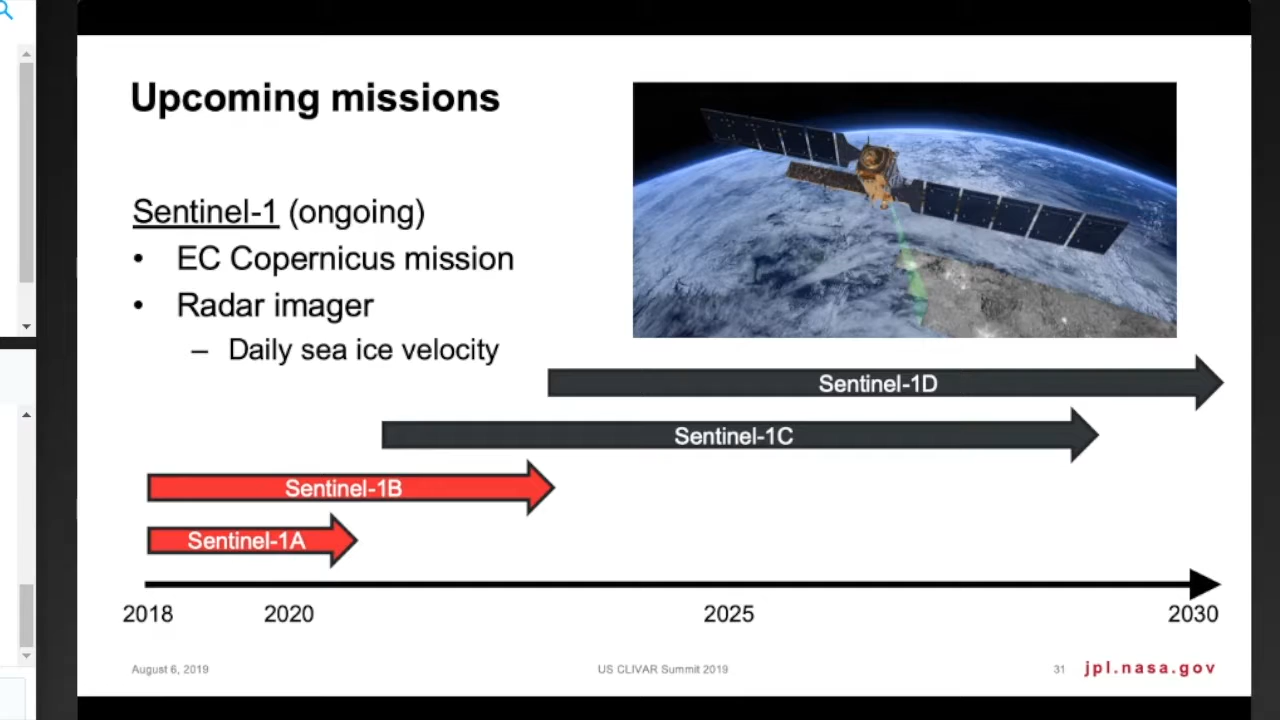 Upcoming missions
Sentinel-1 (ongoing)
• EC Copernicus mission
• Radar imager
– Daily sea ice velocity
Sentinel-1D
Sentinel-1C
Sentinel-1B
Sentinel-1A
2018 2020 2025 2030
August 6, 2019 US CLIVAR Summit 2019 31 jpl.nasa.gov